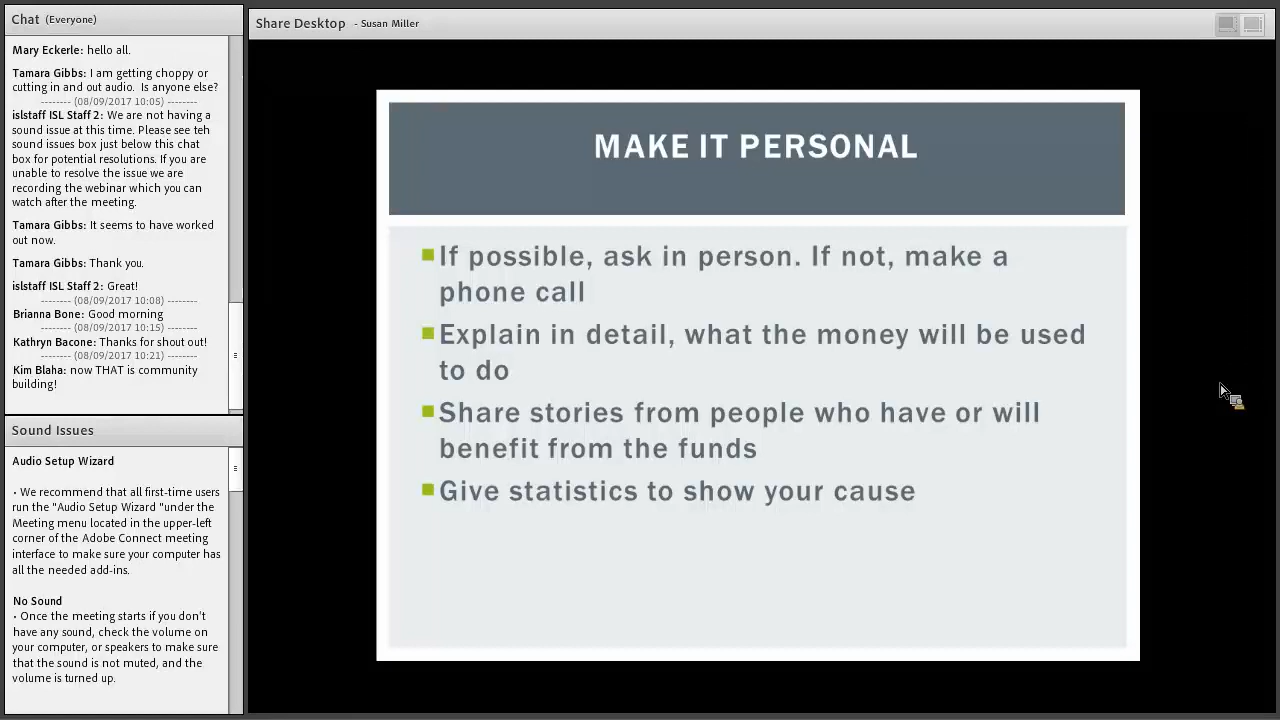 Chat (Everyone)
Mary Eckerle: hello all.
Tamara Gibbs: I am getting choppy or
cutting in and out audio. Is anyone else?
-------- (08/09/2017 10:05) --------
islstaff ISL Staff 2: We are not having a
sound issue at this time. Please see teh
sound issues box just below this chat
box for potential resolutions. If you are
unable to resolve the issue we are
recording the webinar which you can
watch after the meeting.
Tamara Gibbs: It seems to have worked
out now.
Tamara Gibbs: Thank you.
islstaff ISL Staff 2: Great!
-------- (08/09/2017 10:08) --------
Brianna Bone: Good morning
-------- (08/09/2017 10:15) --------
Kathryn Bacone: Thanks for shout out!
-------- (08/09/2017 10:21) --------
Kim Blaha: now THAT is community
building!
Sound Issues
Audio Setup Wizard
• We recommend that all first-time users
run the "Audio Setup Wizard "under the
Meeting menu located in the upper-left
corner of the Adobe Connect meeting
interface to make sure your computer has
all the needed add-ins.
No Sound
• Once the meeting starts if you don't
have any sound, check the volume on
your computer, or speakers to make sure
that the sound is not muted, and the
volume is turned up.
Share Desktop - Susan Miller
MAKE IT PERSONAL
If possible, ask in person. If not, make a
phone call
Explain in detail, what the money will be used
to do
Share stories from people who have or will
benefit from the funds
Give statistics to show your cause